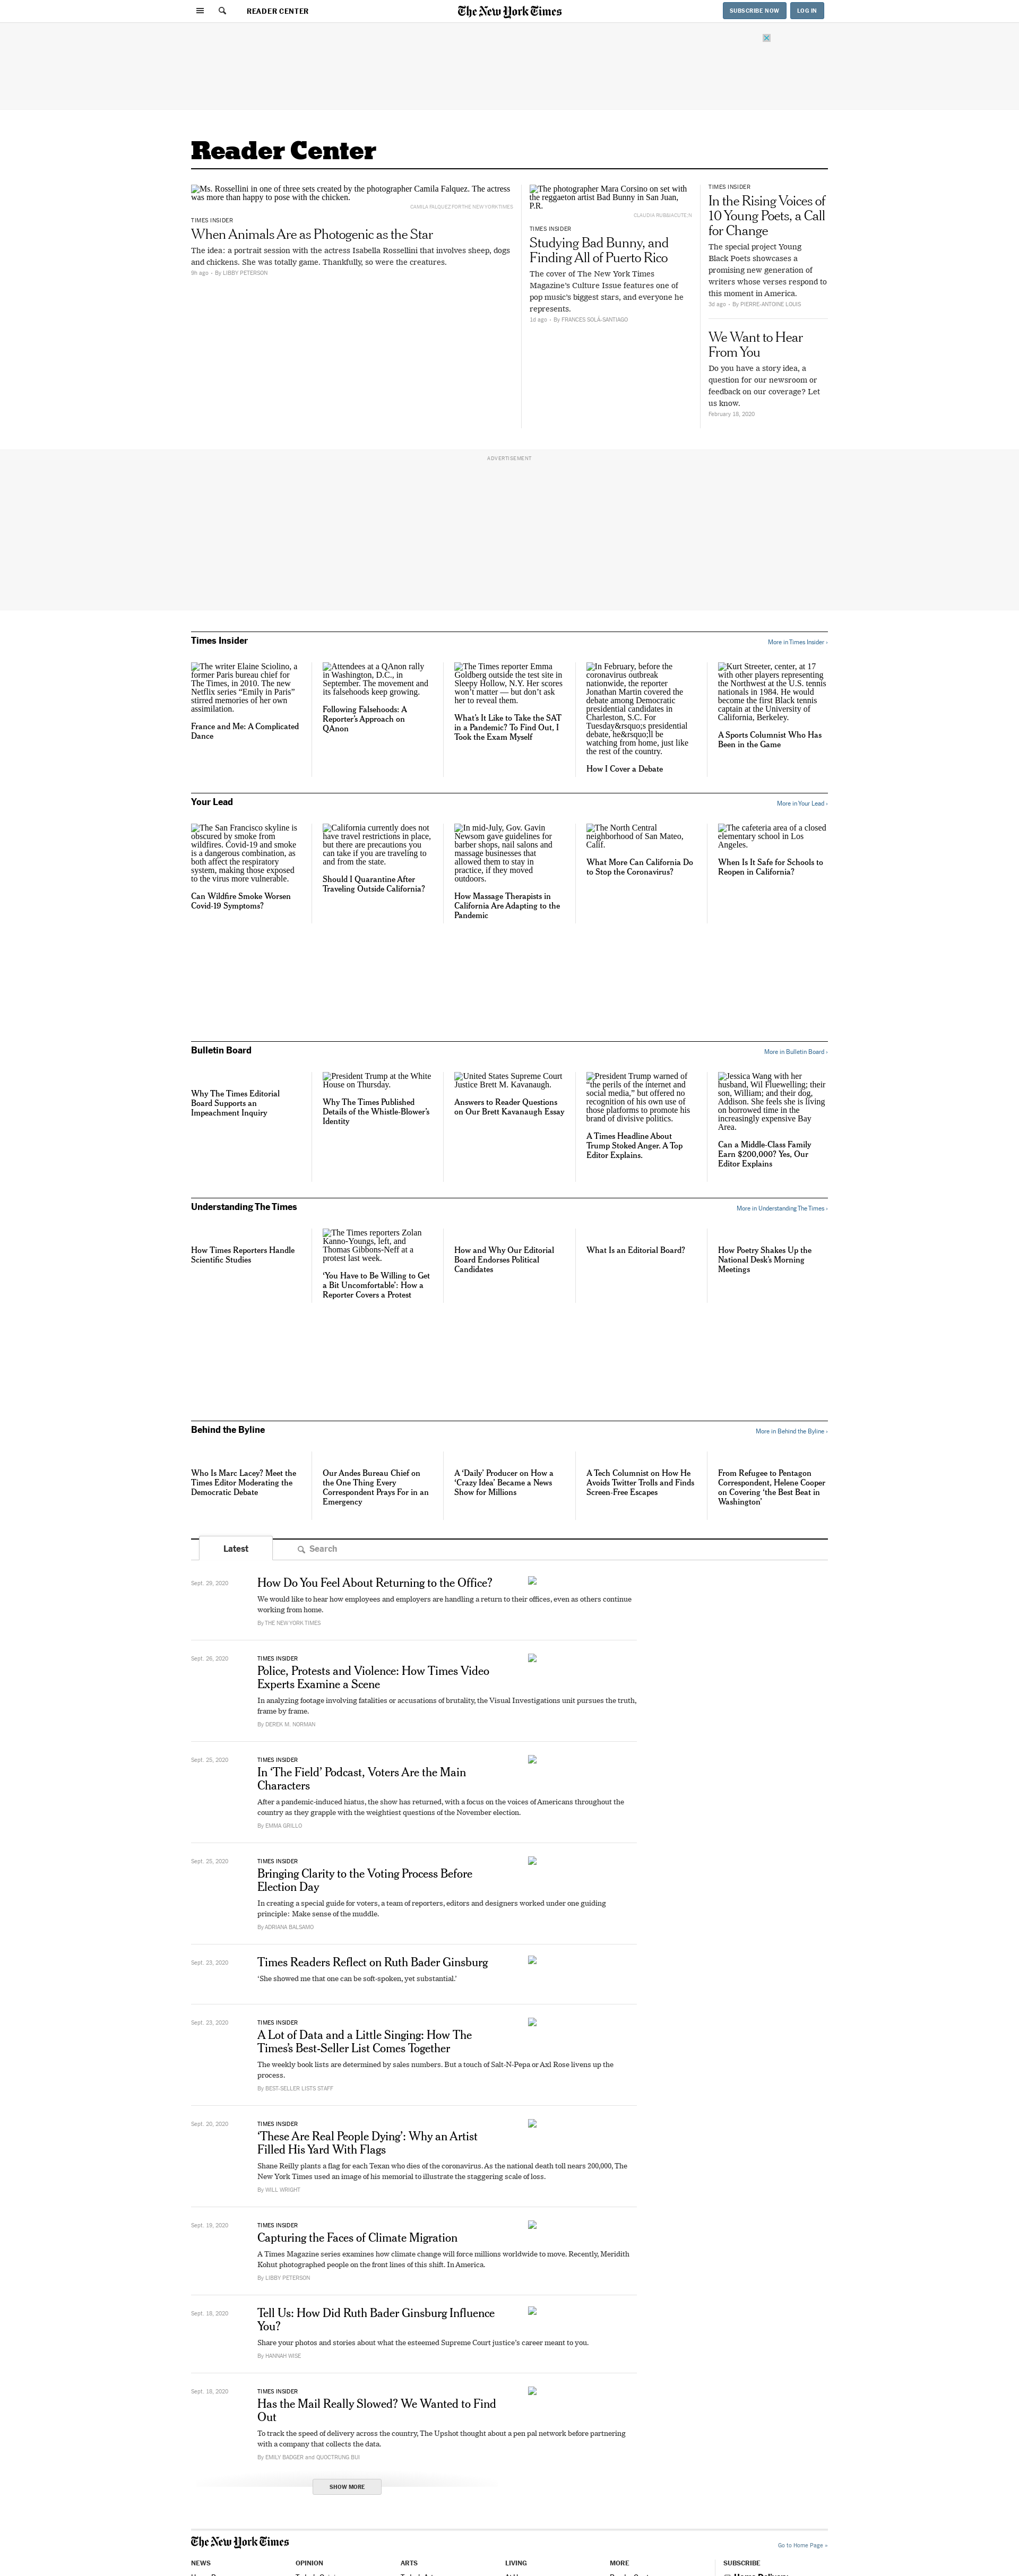 READER CENTER
The New York Times
SUBSCRIBE NOW
LOG IN
Reader Center
Ms. Rossellini in one of three sets created by the photographer Camila Falquez. The actress
was more than happy to pose with the chicken.
CAMILA FALQUEZ FOR THE NEW YORK TIMES
TIMES INSIDER
When Animals Are as Photogenic as the Star
The idea: a portrait session with the actress Isabella Rossellini that involves sheep, dogs
and chickens. She was totally game. Thankfully, so were the creatures.
9h ago · By LIBBY PETERSON
The photographer Mara Corsino on set with
the reggaeton artist Bad Bunny in San Juan,
P.R.
TIMES INSIDER
Studying Bad Bunny, and
Finding All of Puerto Rico
The cover of The New York Times
Magazine's Culture Issue features one of
pop music's biggest stars, and everyone he
represents.
1d ago · By FRANCES SOLÁ-SANTIAGO
TIMES INSIDER
In the Rising Voices of
10 Young Poets, a Call
for Change
The special project Young
Black Poets showcases a
promising new generation of
writers whose verses respond to
this moment in America.
3d ago · By PIERRE-ANTOINE LOUIS
We Want to Hear
From You
Do you have a story idea, a
question for our newsroom or
feedback on our coverage? Let
us know.
February 18, 2020
ADVERTISEMENT
Times Insider
More in Times Insider ›
The writer Elaine Sciolino, a
former Paris bureau chief for
The Times, in 2010. The new
Netflix series “Emily in Paris”
stirred memories of her own
assimilation.
France and Me: A Complicated
Dance
Attendees at a QAnon rally
in Washington, D.C., in
September. The movement and
its falsehoods keep growing.
Following Falsehoods: A
Reporter’s Approach on
QAnon
The Times reporter Emma
Goldberg outside the test site in
Sleepy Hollow, N.Y. Her scores
won’t matter — but don’t ask
her to reveal them.
What’s It Like to Take the SAT
in a Pandemic? To Find Out, I
Took the Exam Myself
In February, before the
coronavirus outbreak
nationwide, the reporter
Jonathan Martin covered the
debate among Democratic
presidential candidates in
Charleston, S.C. For
Tuesday&rsquo;s presidential
debate, he&rsquo;ll be
watching from home, just like
the rest of the country.
How I Cover a Debate
Kurt Streeter, center, at 17
with other players representing
the Northwest at the U.S. tennis
nationals in 1984. He would
become the first Black tennis
captain at the University of
California, Berkeley.
A Sports Columnist Who Has
Been in the Game
Your Lead
More in Your Lead ›
The San Francisco skyline is
obscured by smoke from
wildfires. Covid-19 and smoke
is a dangerous combination, as
both affect the respiratory
system, making those exposed
to the virus more vulnerable.
Can Wildfire Smoke Worsen
Covid-19 Symptoms?
California currently does not
have travel restrictions in place,
but there are precautions you
can take if you are traveling to
and from the state.
Should I Quarantine After
Traveling Outside California?
In mid-July, Gov. Gavin
Newsom gave guidelines for
barber shops, nail salons and
massage businesses that
allowed them to stay in
practice, if they moved
outdoors.
How Massage Therapists in
California Are Adapting to the
Pandemic
The North Central
neighborhood of San Mateo,
Calif.
What More Can California Do
to Stop the Coronavirus?
The cafeteria area of a closed
elementary school in Los
Angeles.
When Is It Safe for Schools to
Reopen in California?
Bulletin Board
More in Bulletin Board ›
Why The Times Editorial
Board Supports an
Impeachment Inquiry
President Trump at the White
House on Thursday.
Why The Times Published
Details of the Whistle-Blower’s
Identity
United States Supreme Court
Justice Brett M. Kavanaugh.
Answers to Reader Questions
on Our Brett Kavanaugh Essay
President Trump warned of
“the perils of the internet and
social media,” but offered no
recognition of his own use of
those platforms to promote his
brand of divisive politics.
A Times Headline About
Trump Stoked Anger. A Top
Editor Explains.
Jessica Wang with her
husband, Wil Fluewelling; their
son, William; and their dog,
Addison. She feels she is living
on borrowed time in the
increasingly expensive Bay
Area.
Can a Middle-Class Family
Earn $200,000? Yes, Our
Editor Explains
Understanding The Times
More in Understanding The Times ›
How Times Reporters Handle
Scientific Studies
The Times reporters Zolan
Kanno-Youngs, left, and
Thomas Gibbons-Neff at a
protest last week.
‘You Have to Be Willing to Get
a Bit Uncomfortable’: How a
Reporter Covers a Protest
How and Why Our Editorial
Board Endorses Political
Candidates
What Is an Editorial Board?
How Poetry Shakes Up the
National Desk’s Morning
Meetings
Behind the Byline
More in Behind the Byline ›
Who Is Marc Lacey? Meet the
Times Editor Moderating the
Democratic Debate
Our Andes Bureau Chief on
the One Thing Every
Correspondent Prays For in an
Emergency
A ‘Daily’ Producer on How a
‘Crazy Idea’ Became a News
Show for Millions
A Tech Columnist on How He
Avoids Twitter Trolls and Finds
Screen-Free Escapes
From Refugee to Pentagon
Correspondent, Helene Cooper
on Covering ‘the Best Beat in
Washington’
Latest
Search
Sept. 29, 2020
How Do You Feel About Returning to the Office?
We would like to hear how employees and employers are handling a return to their offices, even as others continue
working from home.
By THE NEW YORK TIMES
Sept. 26, 2020
TIMES INSIDER
Police, Protests and Violence: How Times Video
Experts Examine a Scene
In analyzing footage involving fatalities or accusations of brutality, the Visual Investigations unit pursues the truth,
frame by frame.
By DEREK M. NORMAN
Sept. 25, 2020
TIMES INSIDER
In ‘The Field’ Podcast, Voters Are the Main
Characters
After a pandemic-induced hiatus, the show has returned, with a focus on the voices of Americans throughout the
country as they grapple with the weightiest questions of the November election.
By EMMA GRILLO
Sept. 25, 2020
TIMES INSIDER
Bringing Clarity to the Voting Process Before
Election Day
In creating a special guide for voters, a team of reporters, editors and designers worked under one guiding
principle: Make sense of the muddle.
By ADRIANA BALSAMO
Sept. 23, 2020
Times Readers Reflect on Ruth Bader Ginsburg
‘She showed me that one can be soft-spoken, yet substantial.’
Sept. 23, 2020
TIMES INSIDER
A Lot of Data and a Little Singing: How The
Times’s Best-Seller List Comes Together
The weekly book lists are determined by sales numbers. But a touch of Salt-N-Pepa or Axl Rose livens up the
process.
By BEST-SELLER LISTS STAFF
Sept. 20, 2020
TIMES INSIDER
‘These Are Real People Dying’: Why an Artist
Filled His Yard With Flags
Shane Reilly plants a flag for each Texan who dies of the coronavirus. As the national death toll nears 200,000, The
New York Times used an image of his memorial to illustrate the staggering scale of loss.
By WILL WRIGHT
Sept. 19, 2020
TIMES INSIDER
Capturing the Faces of Climate Migration
A Times Magazine series examines how climate change will force millions worldwide to move. Recently, Meridith
Kohut photographed people on the front lines of this shift. In America.
By LIBBY PETERSON
Sept. 18, 2020
Tell Us: How Did Ruth Bader Ginsburg Influence
You?
Share your photos and stories about what the esteemed Supreme Court justice’s career meant to you.
By HANNAH WISE
Sept. 18, 2020
TIMES INSIDER
Has the Mail Really Slowed? We Wanted to Find
Out
To track the speed of delivery across the country, The Upshot thought about a pen pal network before partnering
with a company that collects the data.
By EMILY BADGER and QUOCTRUNG BUI
SHOW MORE
The New York Times
Go to Home Page »
NEWS
OPINION
ARTS
LIVING
MORE
SUBSCRIBE